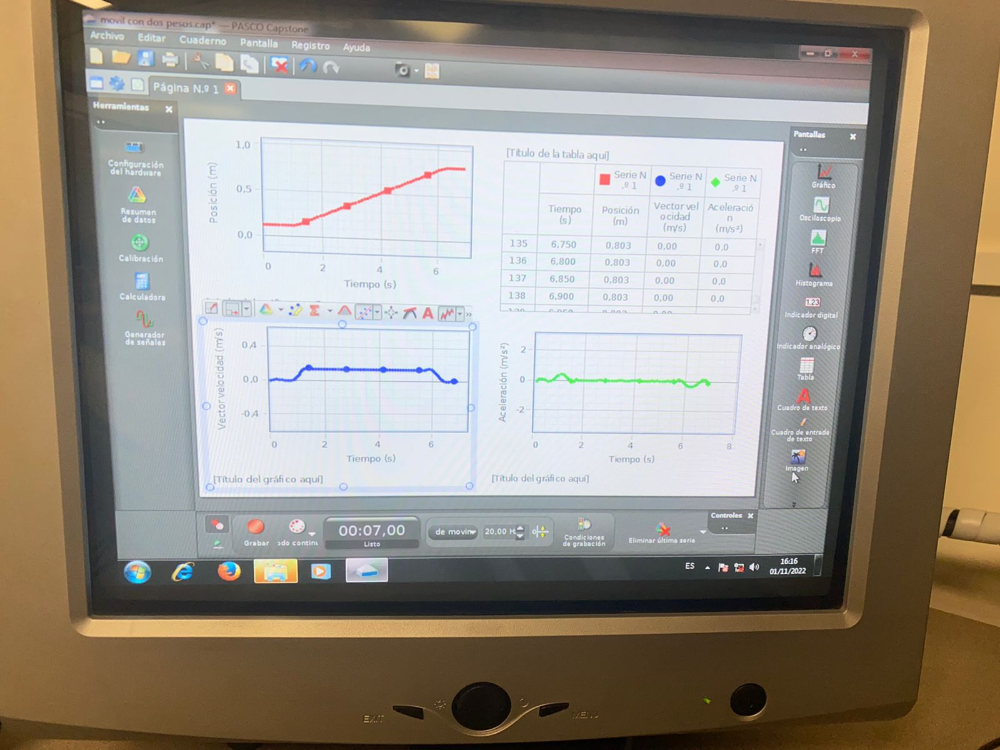 movil con dos pesos.cap* — PASCO Capstone
Archivo Editar Cuaderno Pantalla Registro Ayuda
Página N.º 1
Herramientas
Configuración
del hardware
Resumen
de datos
Calibración
Calculadora
Generador
de señales
Posición (m)
1,0
0,5
0,0
0 2 4 6
Tiempo (s)
[Título de la tabla aquí]
Serie N
.º 1
Serie N
.º 1
Serie N
.º 1
Tiempo
(s)
Posición
(m)
Vector vel
ocidad
(m/s)
Aceleració
n
(m/s²)
135 6,750 0,803 0,00 0,0
136 6,800 0,803 0,00 0,0
137 6,850 0,803 0,00 0,0
138 6,900 0,803 0,00 0,0
Vector velocidad (m/s)
0,4
0,0
-0,4
0 2 4 6
Tiempo (s)
[Título del gráfico aquí]
Aceleración (m/s²)
2
0
-2
0 2 4 6 8
Tiempo (s)
[Título del gráfico aquí]
Pantallas
Gráfico
Osciloscopio
FFT
Histograma
1.23
Indicador digital
Indicador analógico
Tabla
A
Cuadro de texto
Cuadro de entrada
de texto
Imagen
Grabar
odo continu
00:07,00
Listo
de movin
20,00 H
Condiciones
de grabación
Eliminar última serie
Controles
ES
16:16
01/11/2022
EXIT
MENU